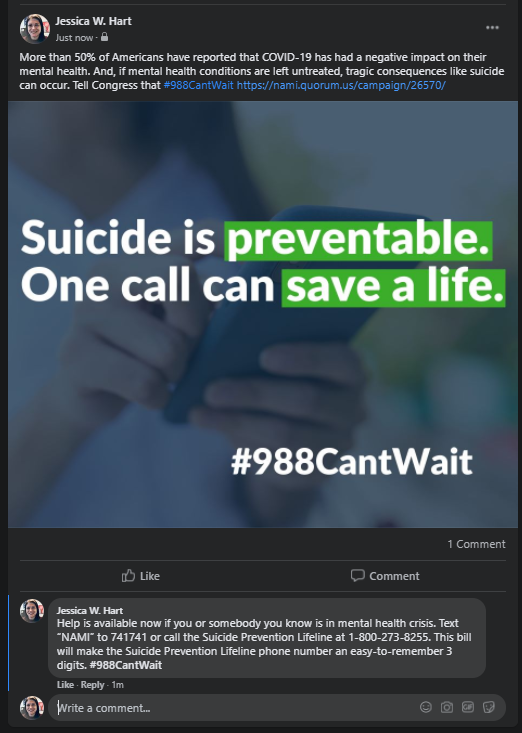 Jessica W. Hart
Just now ·
More than 50% of Americans have reported that COVID-19 has had a negative impact on their
mental health. And, if mental health conditions are left untreated, tragic consequences like suicide
can occur. Tell Congress that #988CantWait https://nami.quorum.us/campaign/26570/
Suicide is preventable.
One call can save a life.
#988CantWait
1 Comment
Like
Comment
Jessica W. Hart
Help is available now if you or somebody you know is in mental health crisis. Text
“NAMI” to 741741 or call the Suicide Prevention Lifeline at 1-800-273-8255. This bill
will make the Suicide Prevention Lifeline phone number an easy-to-remember 3
digits. #988CantWait
Like · Reply · 1m
Write a comment...